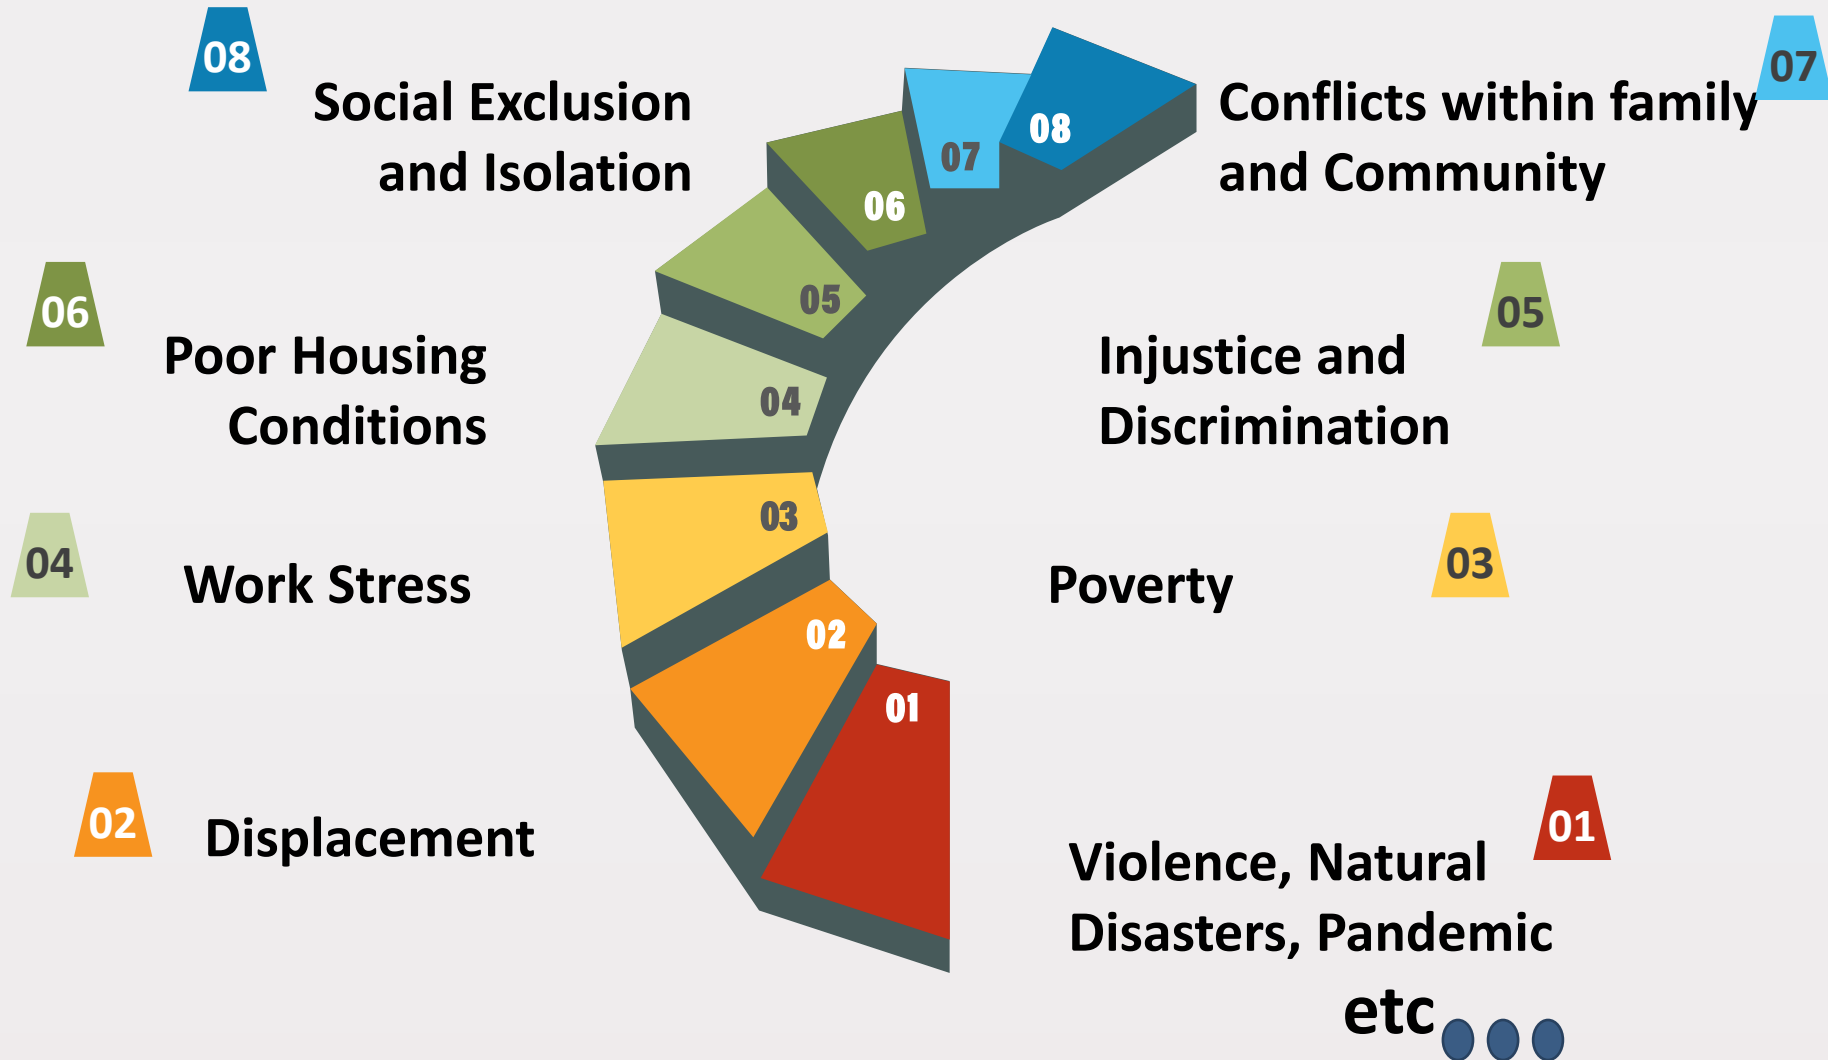 08
Social Exclusion
and Isolation
07
Conflicts within family
and Community
08
07
06
05
04
03
02
01
06
Poor Housing
Conditions
05
Injustice and
Discrimination
04
Work Stress
03
Poverty
02
Displacement
01
Violence, Natural
Disasters, Pandemic
etc